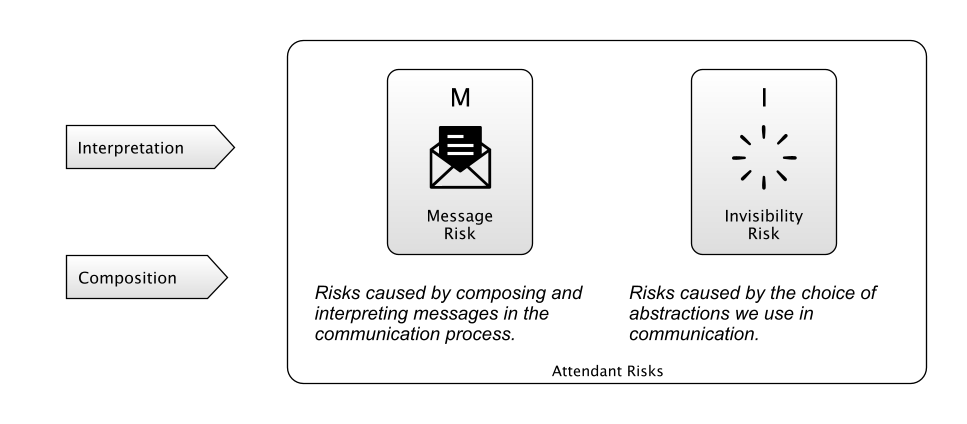 Interpretation
Composition
M
Message
Risk
Risks caused by composing and
interpreting messages in the
communication process.
I
Invisibility
Risk
Risks caused by the choice of
abstractions we use in
communication.
Attendant Risks